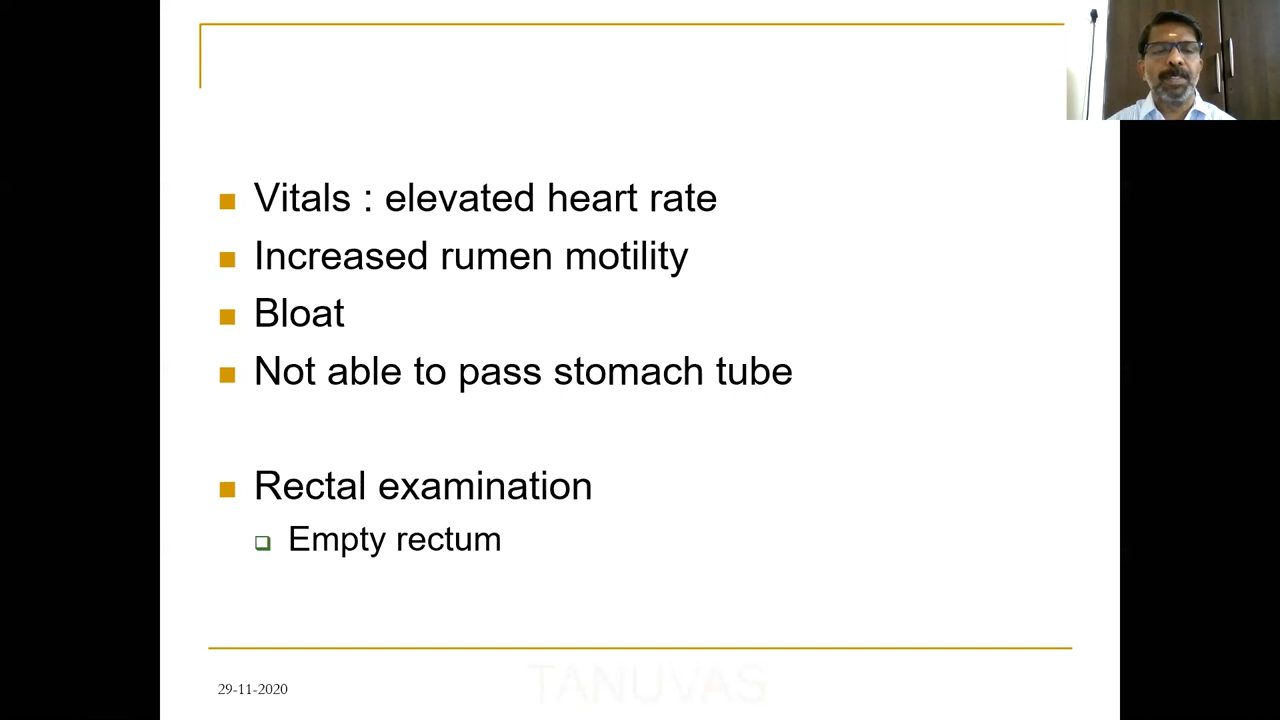 Vitals : elevated heart rate
Increased rumen motility
Bloat
Not able to pass stomach tube
Rectal examination
Empty rectum
29-11-2020
TANUVAS